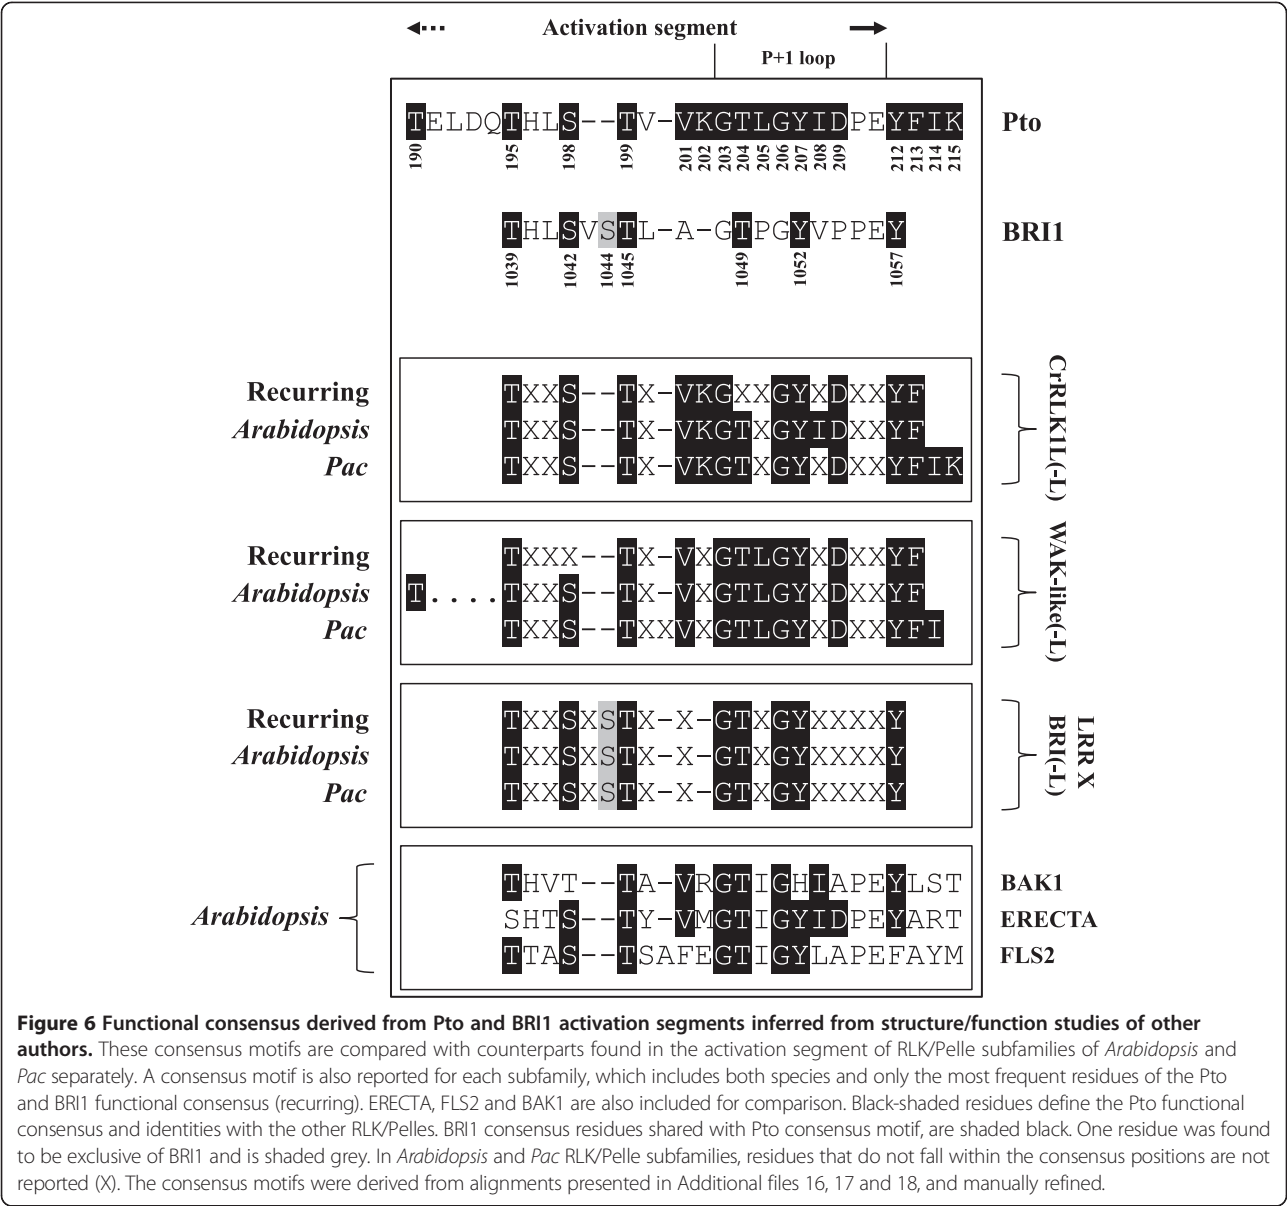 Activation segment
P+1 loop
TELDQTHLS--TV-VKGTLGYIDPEYFIK Pto
190 195 198 199 201 202 203 204 205 206 207 208 209 212 213 214 215
THLSVSTL-A-GTPGYVPPEY BRI1
1039 1042 1044 1045 1049 1052 1057
Recurring TXXS--TX-VKGXXGYXDXXYF
Arabidopsis TXXS--TX-VKGTXGYIDXXYF
Pac TXXS--TX-VKGTXGYXDXXYFIK
CrRLK1L(-L)
Recurring TXXX--TX-VXGTLGYXDXXYF
Arabidopsis T....TXXS--TX-VXGTLGYXDXXYF
Pac TXXS--TXXVXGTLGYXDXXYFI
WAK-like(-L)
Recurring TXXSXSTX-X-GTXGYXXXXY
Arabidopsis TXXSXSTX-X-GTXGYXXXXY
Pac TXXSXSTX-X-GTXGYXXXXY
LRR X
BRI(-L)
Arabidopsis
THVT--TA-VRGTIGHIAPEYLST BAK1
SHTS--TY-VMGTIGYIDPEYART ERECTA
TTAS--TSAFEGTIGYLAPEFAYM FLS2
Figure 6 Functional consensus derived from Pto and BRI1 activation segments inferred from structure/function studies of other
authors. These consensus motifs are compared with counterparts found in the activation segment of RLK/Pelle subfamilies of Arabidopsis and
Pac separately. A consensus motif is also reported for each subfamily, which includes both species and only the most frequent residues of the Pto
and BRI1 functional consensus (recurring). ERECTA, FLS2 and BAK1 are also included for comparison. Black-shaded residues define the Pto functional
consensus and identities with the other RLK/Pelles. BRI1 consensus residues shared with Pto consensus motif, are shaded black. One residue was found
to be exclusive of BRI1 and is shaded grey. In Arabidopsis and Pac RLK/Pelle subfamilies, residues that do not fall within the consensus positions are not
reported (X). The consensus motifs were derived from alignments presented in Additional files 16, 17 and 18, and manually refined.